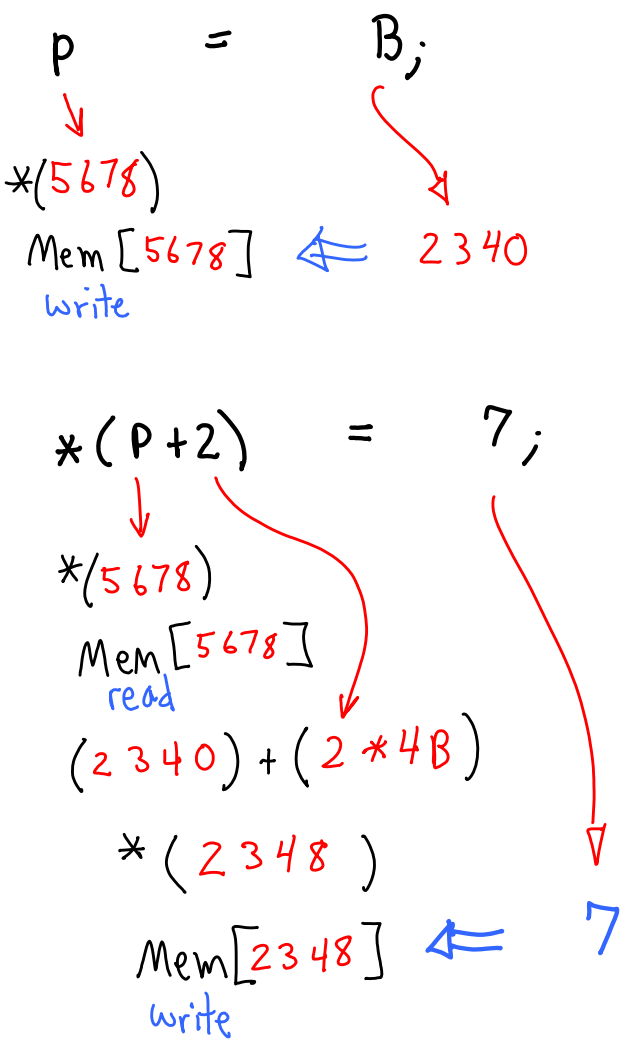 p = B;
*(5678)
Mem [5678] 2340
write
*(p+2) = 7;
*(5678)
Mem [5678]
read
(2340) + (2*4B)
*(2348)
Mem[2348] 7
write